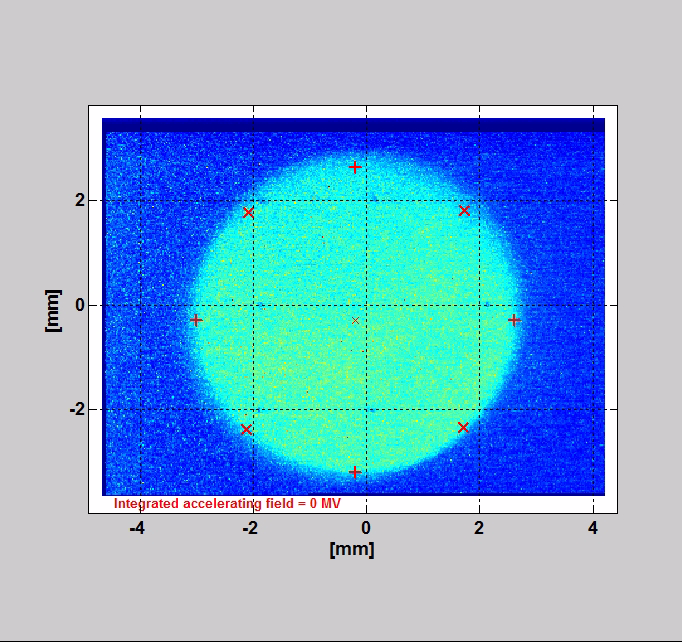 2
0
-2
[mm]
Integrated accelerating field = 0 MV
-4 -2 0 2 4
[mm]